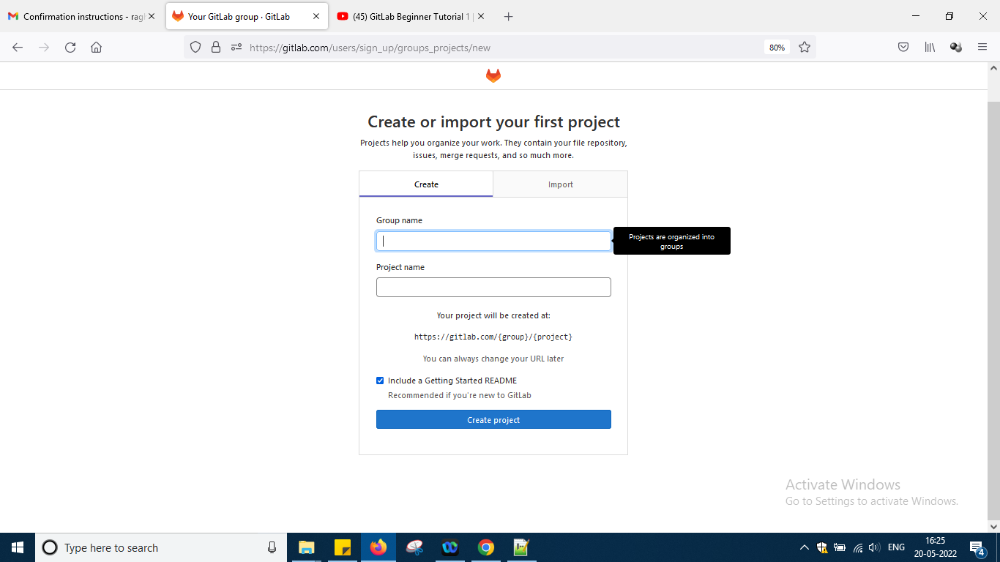 Confirmation instructions - ragh
Your GitLab group · GitLab
(45) GitLab Beginner Tutorial 1 |
https://gitlab.com/users/sign_up/groups_projects/new
80%
Create or import your first project
Projects help you organize your work. They contain your file repository,
issues, merge requests, and so much more.
Create
Import
Group name
Projects are organized into
groups
Project name
Your project will be created at:
https://gitlab.com/{group}/{project}
You can always change your URL later
Include a Getting Started README
Recommended if you're new to GitLab
Create project
Activate Windows
Go to Settings to activate Windows.
Type here to search
ENG
16:25
20-05-2022
4